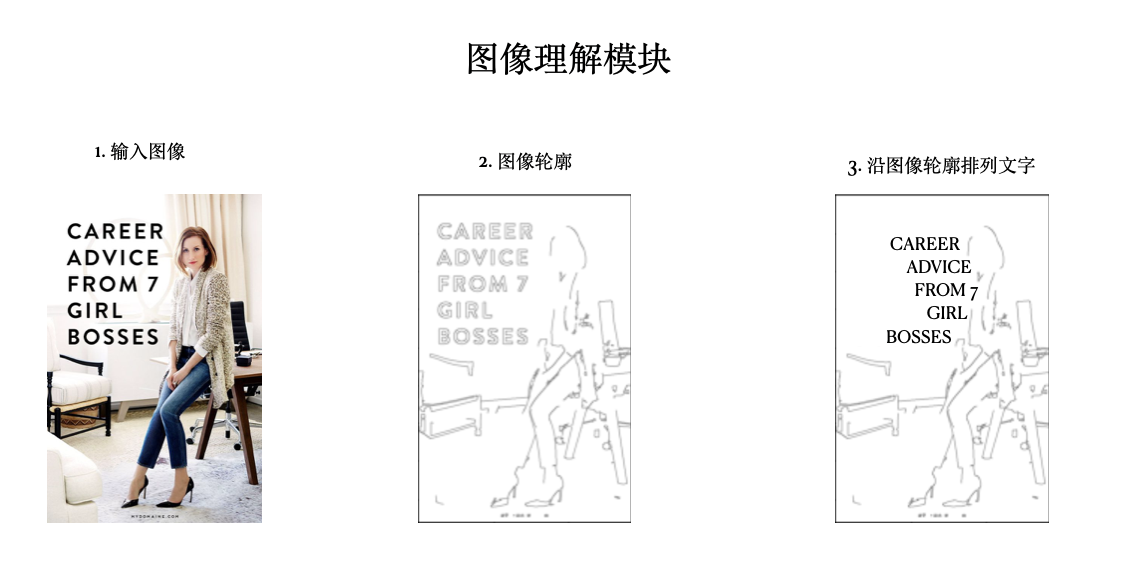 图像理解模块
1. 输入图像
2. 图像轮廓
3. 沿图像轮廓排列文字
CAREER
ADVICE
FROM 7
GIRL
BOSSES
MYDOMAINE.COM
CAREER
ADVICE
FROM 7
GIRL
BOSSES
CAREER
ADVICE
FROM 7
GIRL
BOSSES